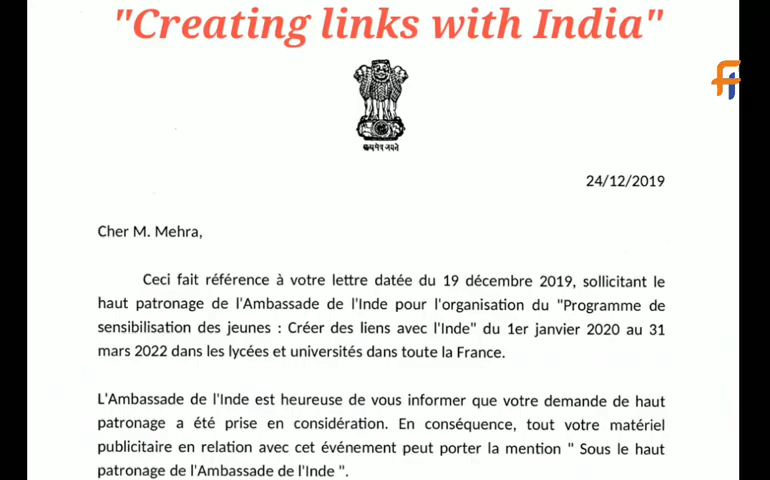 "Creating links with India"
सत्यमेव जयते
24/12/2019
Cher M. Mehra,
Ceci fait référence à votre lettre datée du 19 décembre 2019, sollicitant le
haut patronage de l'Ambassade de l'Inde pour l'organisation du "Programme de
sensibilisation des jeunes : Créer des liens avec l'Inde" du 1er janvier 2020 au 31
mars 2022 dans les lycées et universités dans toute la France.
L'Ambassade de l'Inde est heureuse de vous informer que votre demande de haut
patronage a été prise en considération. En conséquence, tout votre matériel
publicitaire en relation avec cet événement peut porter la mention " Sous le haut
patronage de l'Ambassade de l'Inde ".